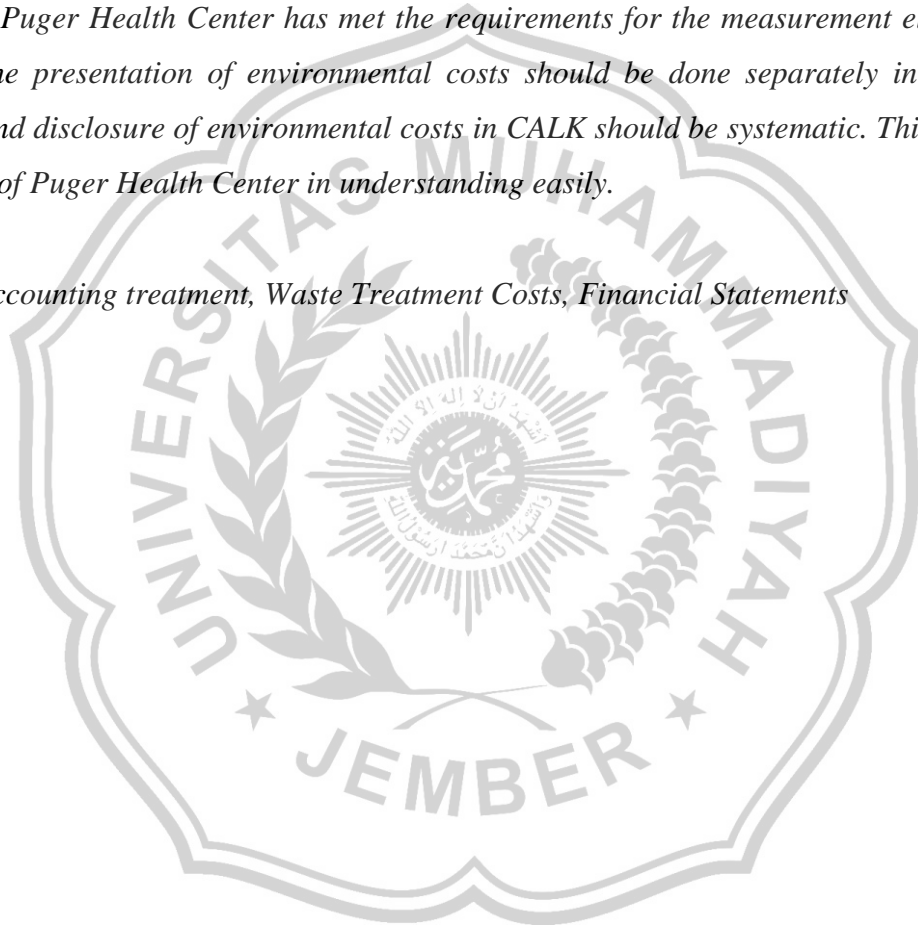 Puger Health Center has met the requirements for the measurement el
he presentation of environmental costs should be done separately in
nd disclosure of environmental costs in CALK should be systematic. Thi
of Puger Health Center in understanding easily.
ccounting treatment, Waste Treatment Costs, Financial Statements
UNIVERSITAS MUHAMMADIYAH
JEMBER